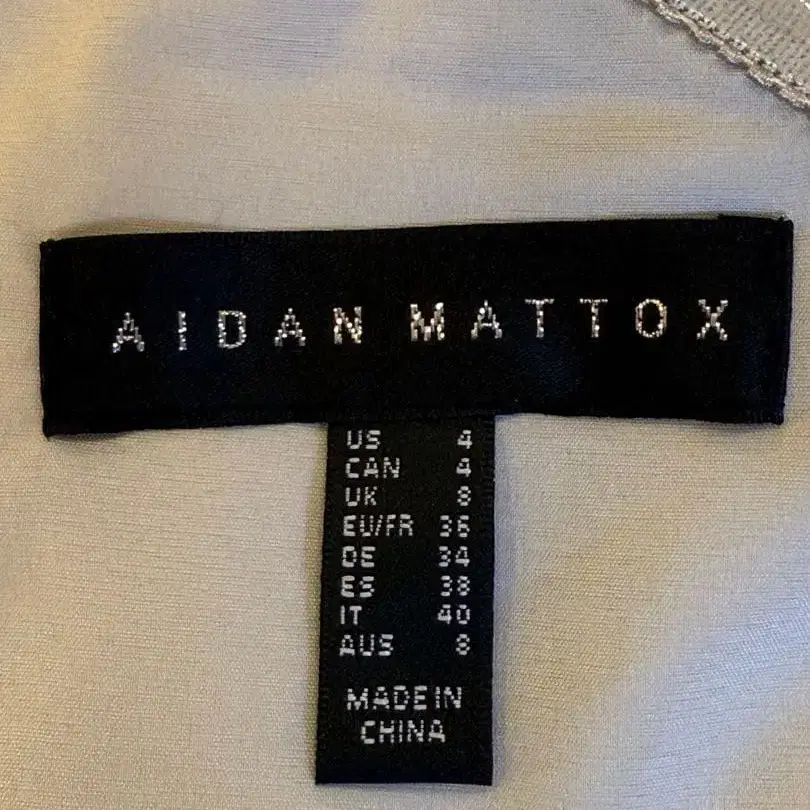 AIDAN MATTOX
US 4
CAN 4
UK 8
EU/FR 36
DE 34
ES 38
IT 40
AUS 8
MADE IN
CHINA